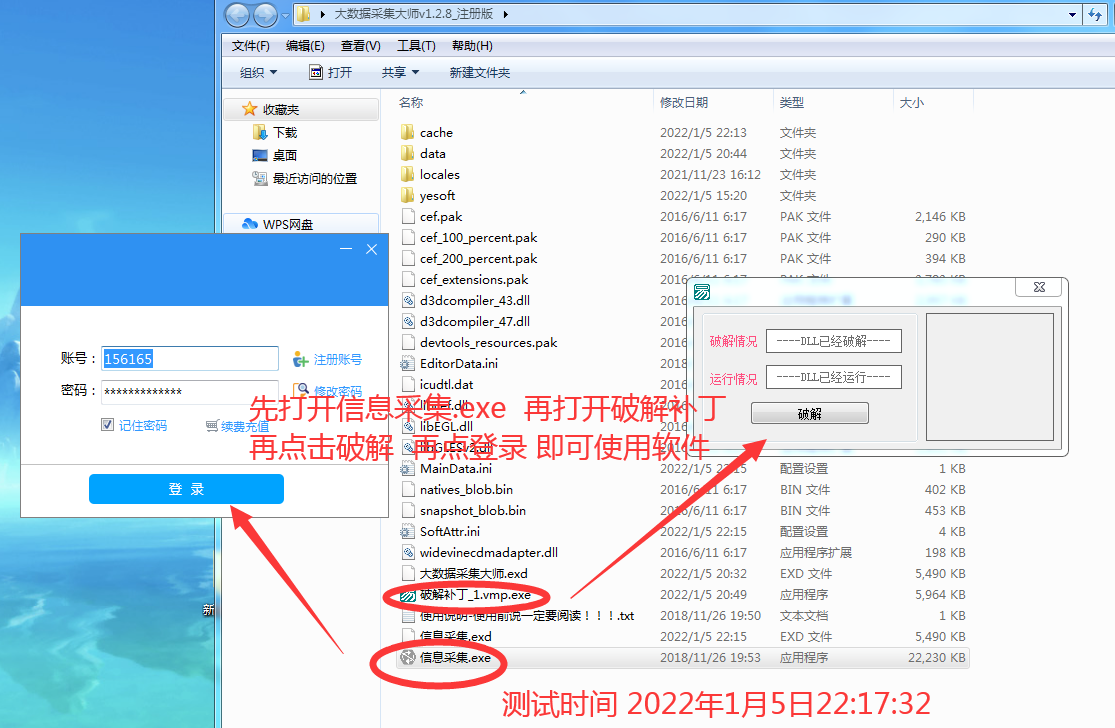 大数据采集大师v1.2.8_注册版
文件(F) 编辑(E) 查看(V) 工具(T) 帮助(H)
组织 打开 共享 新建文件夹
收藏夹
下载
桌面
最近访问的位置
WPS网盘
名称 修改日期 类型 大小
cache 2022/1/5 22:13 文件夹
data 2022/1/5 20:44 文件夹
locales 2021/11/23 16:12 文件夹
yesoft 2022/1/5 15:20 文件夹
cef.pak 2016/6/11 6:17 PAK 文件 2,146 KB
cef_100_percent.pak 2016/6/11 6:17 PAK 文件 290 KB
cef_200_percent.pak 2016/6/11 6:17 PAK 文件 394 KB
cef_extensions.pak
d3dcompiler_43.dll
d3dcompiler_47.dll
devtools_resources.pak
EditorData.ini
icudtl.dat
libcef.dll
libEGL.dll
libGLESv2.dll
MainData.ini 2022/1/5 22:15 配置设置 1 KB
natives_blob.bin 2016/6/11 6:17 BIN 文件 402 KB
snapshot_blob.bin 2016/6/11 6:17 BIN 文件 453 KB
SoftAttr.ini 2022/1/5 22:15 配置设置 4 KB
widevinecdmadapter.dll 2016/6/11 6:17 应用程序扩展 198 KB
大数据采集大师.exd 2022/1/5 20:32 EXD 文件 5,490 KB
破解补丁_1.vmp.exe 2022/1/5 20:49 应用程序 5,964 KB
使用说明-使用前说一定要阅读！！！.txt 2018/11/26 19:50 文本文档 1 KB
信息采集.exd 2022/1/5 22:15 EXD 文件 5,490 KB
信息采集.exe 2018/11/26 19:53 应用程序 22,230 KB
账号： 156165 注册账号
密码： ************* 修改密码
记住密码 续费充值
登 录
破解情况 ----DLL已经破解----
运行情况 ----DLL已经运行----
破解
先打开信息采集.exe 再打开破解补丁
再点击破解 再点登录 即可使用软件
新
测试时间 2022年1月5日22:17:32